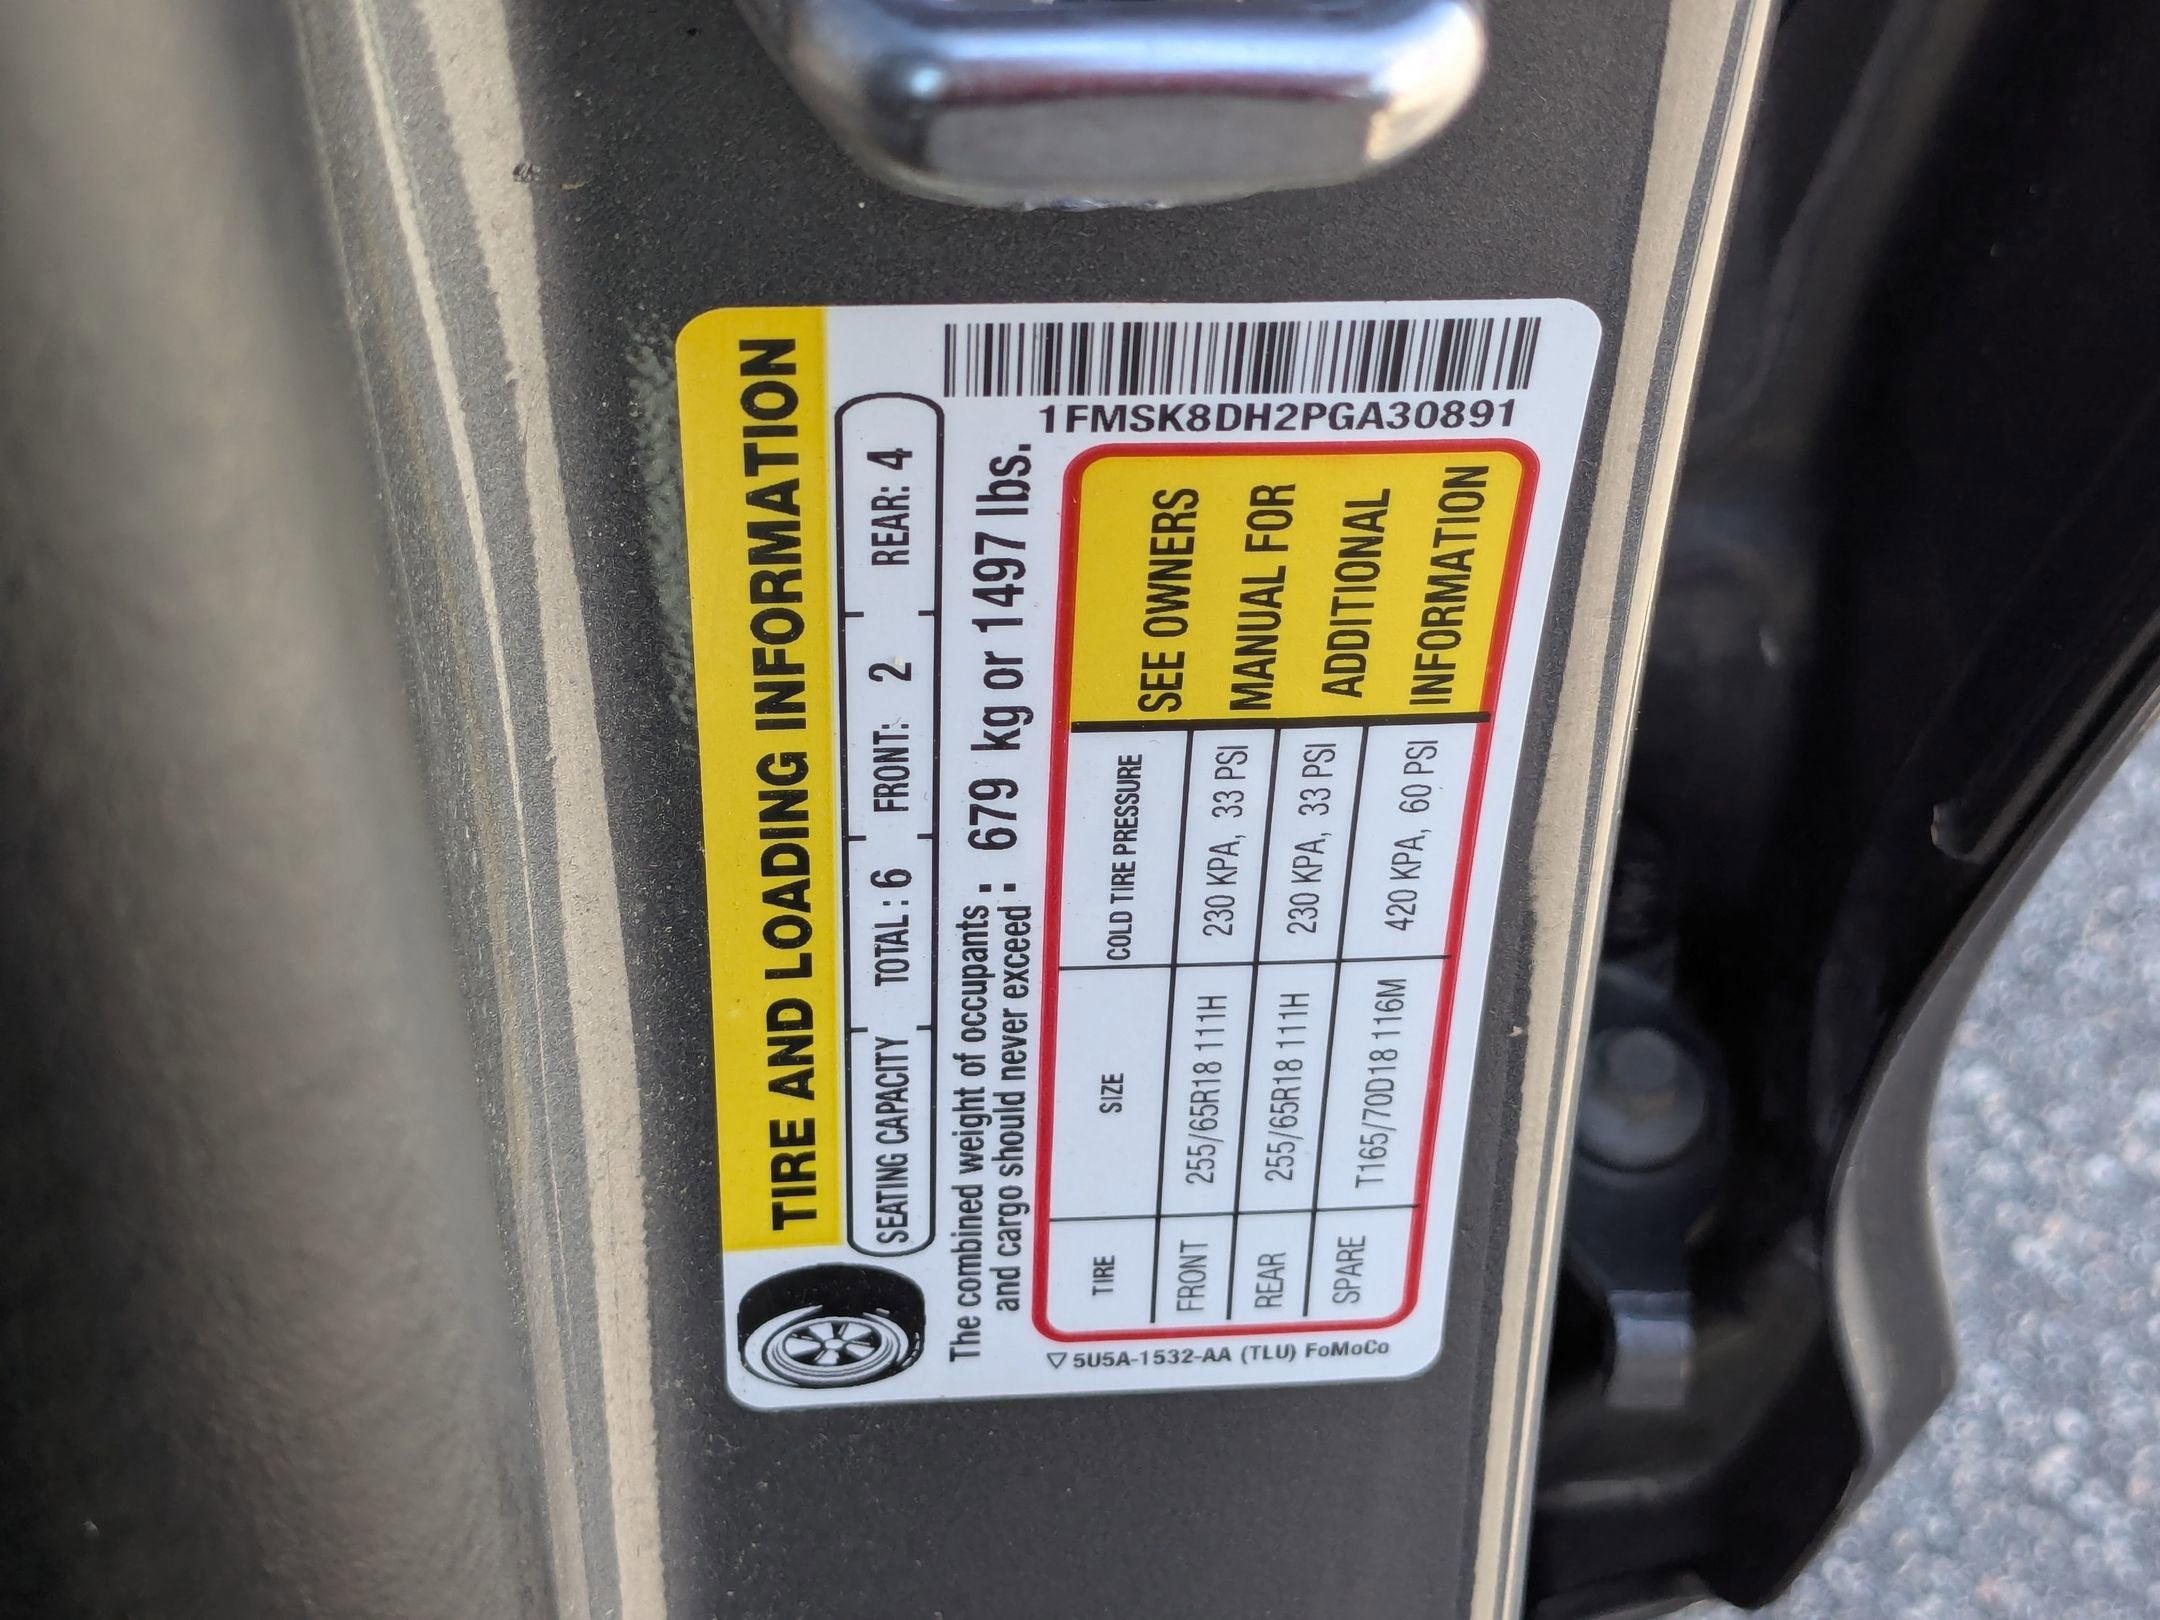 TIRE AND LOADING INFORMATION
SEATING CAPACITY TOTAL: 6 FRONT: 2 REAR: 4
The combined weight of occupants
and cargo should never exceed : 679 kg or 1497 lbs.
1FMSK8DH2PGA30891
TIRE SIZE COLD TIRE PRESSURE
FRONT 255/65R18 111H 230 KPA, 33 PSI
REAR 255/65R18 111H 230 KPA, 33 PSI
SPARE T165/70D18 116M 420 KPA, 60 PSI
SEE OWNERS
MANUAL FOR
ADDITIONAL
INFORMATION
5U5A-1532-AA (TLU) FoMoCo